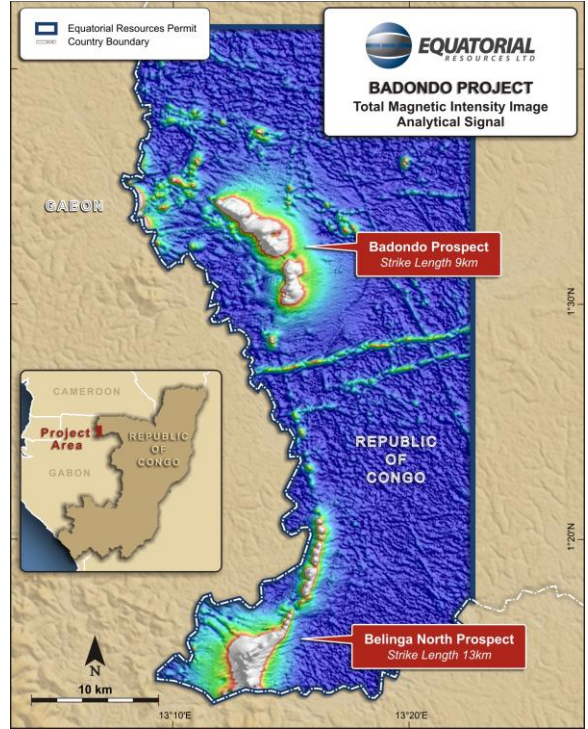 Equatorial Resources Permit
Country Boundary
EQUATORIAL
RESOURCES LTD
BADONDO PROJECT
Total Magnetic Intensity Image
Analytical Signal
GABON
Badondo Prospect
Strike Length 9km
1°30'N
CAMEROON
Project
Area
REPUBLIC
OF
CONGO
GABON
REPUBLIC
OF
CONGO
1°20'N
Belinga North Prospect
Strike Length 13km
N
10 km
13°10'E
13°20'E